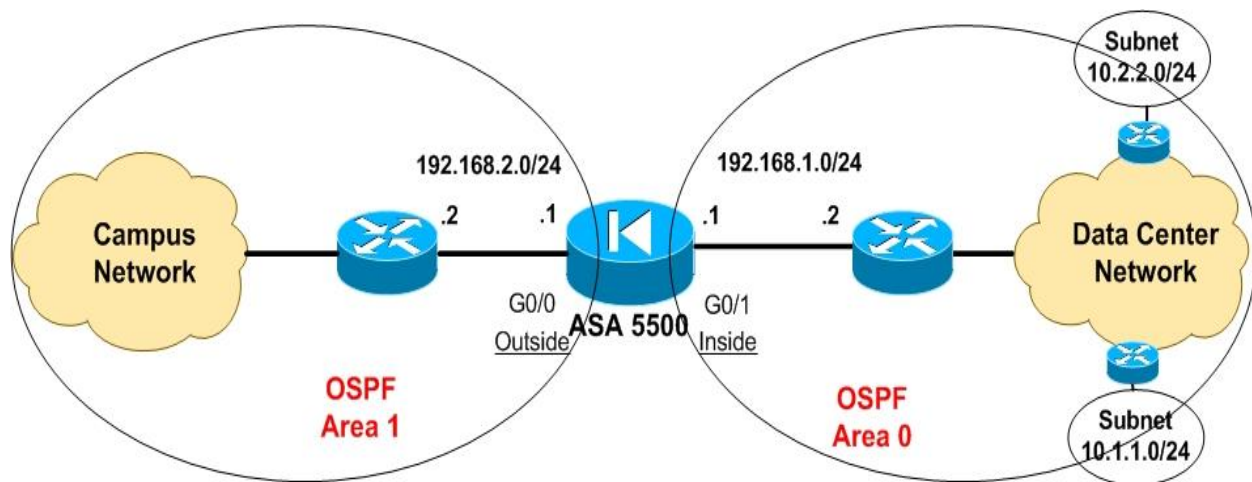 Subnet
10.2.2.0/24
192.168.2.0/24
192.168.1.0/24
Campus
Network
.2
.1
.1
.2
Data Center
Network
G0/0
Outside
ASA 5500
G0/1
Inside
OSPF
Area 1
OSPF
Area 0
Subnet
10.1.1.0/24